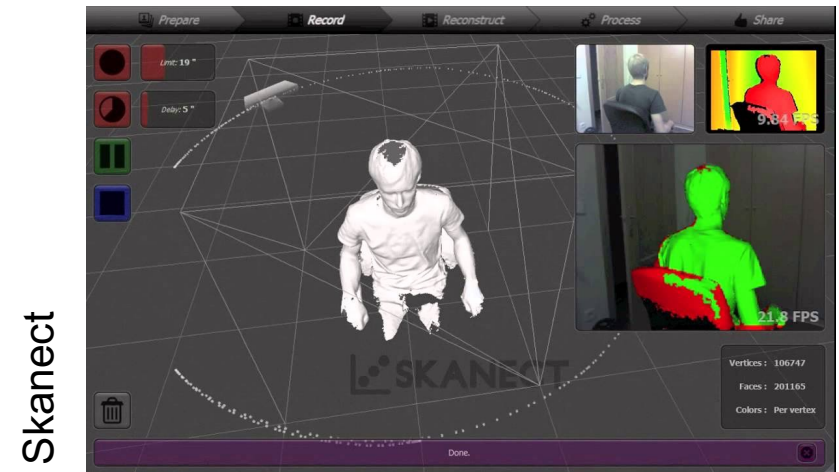 Skanect
Prepare
Record
Reconstruct
Process
Share
Limit: 19 "
Delay: 5 "
9.84 FPS
21.8 FPS
SKANECT
Vertices : 106747
Faces : 201165
Colors : Per vertex
Done.